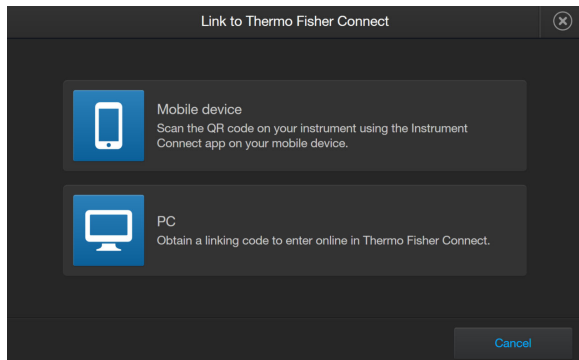 Link to Thermo Fisher Connect
Mobile device
Scan the QR code on your instrument using the Instrument
Connect app on your mobile device.
PC
Obtain a linking code to enter online in Thermo Fisher Connect.
Cancel